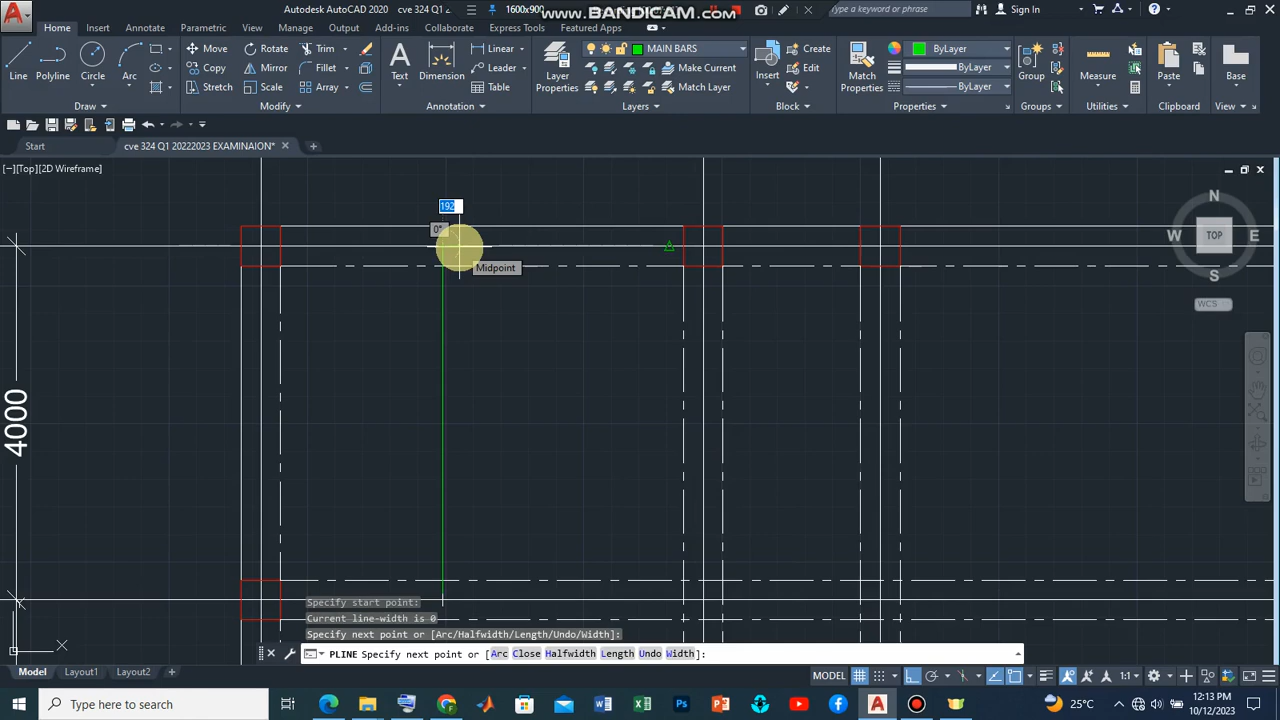 Autodesk AutoCAD 2020 cve 324 Q1 1600x900 www.BANDICAM.com Type a keyword or phrase Sign In
Home Insert Annotate Parametric View Manage Output Add-ins Collaborate Express Tools Featured Apps
Line Polyline Circle Arc Move Rotate Trim Text Dimension Linear Layer Properties MAIN BARS Insert Create Match Properties ByLayer Group Measure Paste Base
Copy Mirror Fillet Leader Make Current Edit ByLayer
Stretch Scale Array Table Match Layer ByLayer
Draw Modify Annotation Layers Block Properties Groups Utilities Clipboard View
Start cve 324 Q1 20222023 EXAMINAION*
[−][Top][2D Wireframe]
N
192
0°
W TOP E
Midpoint
S
WCS
4000
Specify start point:
Current line-width is 0
Specify next point or [Arc/Halfwidth/Length/Undo/Width]:
PLINE Specify next point or [Arc Close Halfwidth Length Undo Width]:
Model Layout1 Layout2 + MODEL 1:1
Type here to search 25°C 12:13 PM
10/12/2023